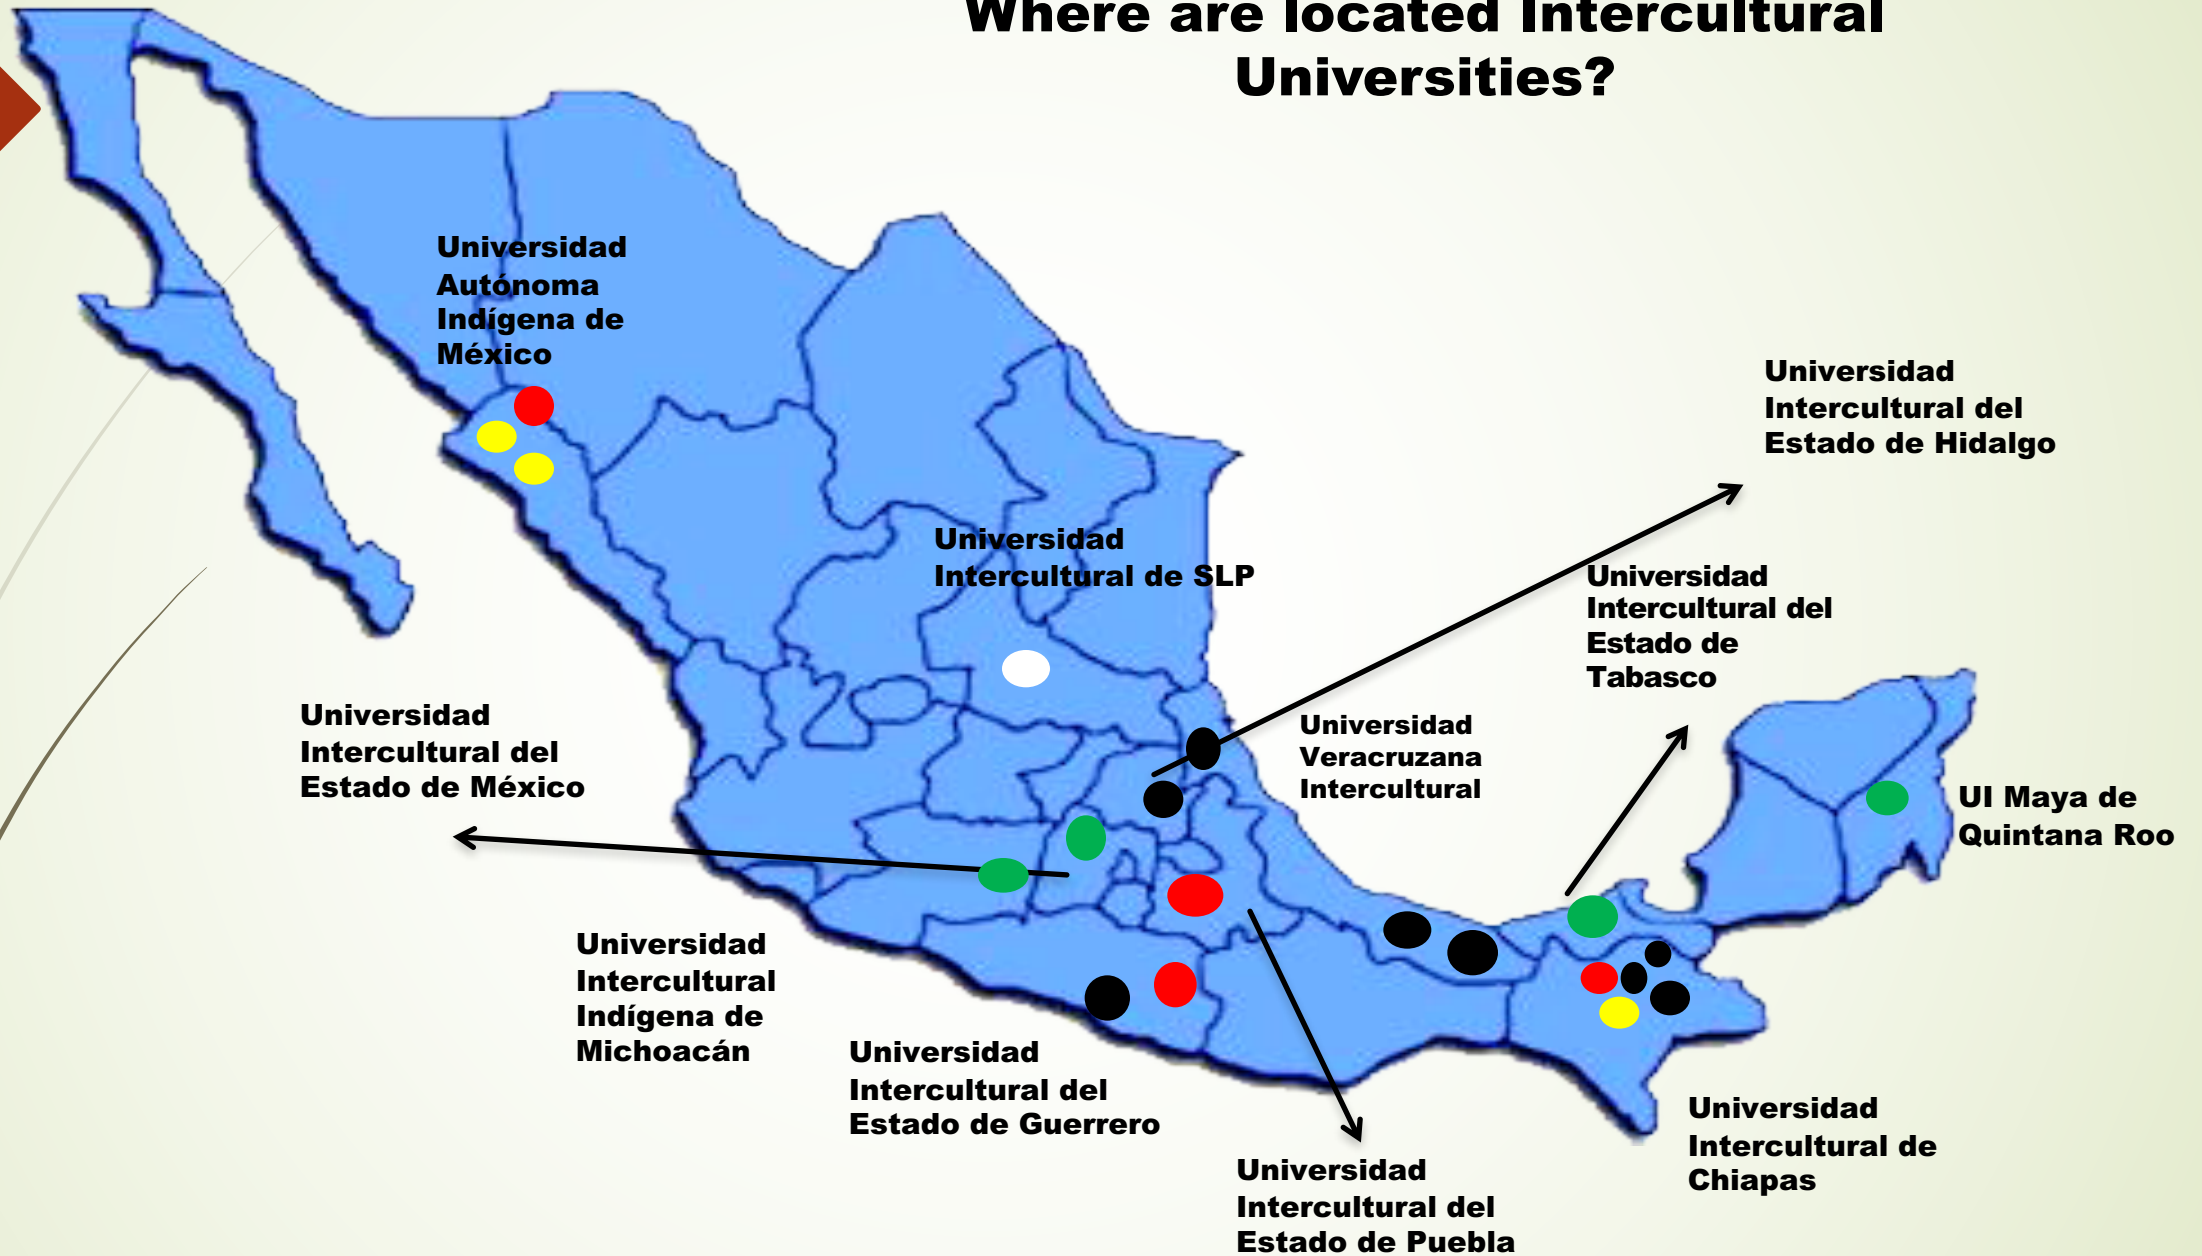 Where are located Intercultural
Universities?
Universidad
Autónoma
Indígena de
México
Universidad
Intercultural del
Estado de Hidalgo
Universidad
Intercultural de SLP
Universidad
Intercultural del
Estado de
Tabasco
Universidad
Intercultural del
Estado de México
Universidad
Veracruzana
Intercultural
UI Maya de
Quintana Roo
Universidad
Intercultural
Indígena de
Michoacán
Universidad
Intercultural del
Estado de Guerrero
Universidad
Intercultural de
Chiapas
Universidad
Intercultural del
Estado de Puebla